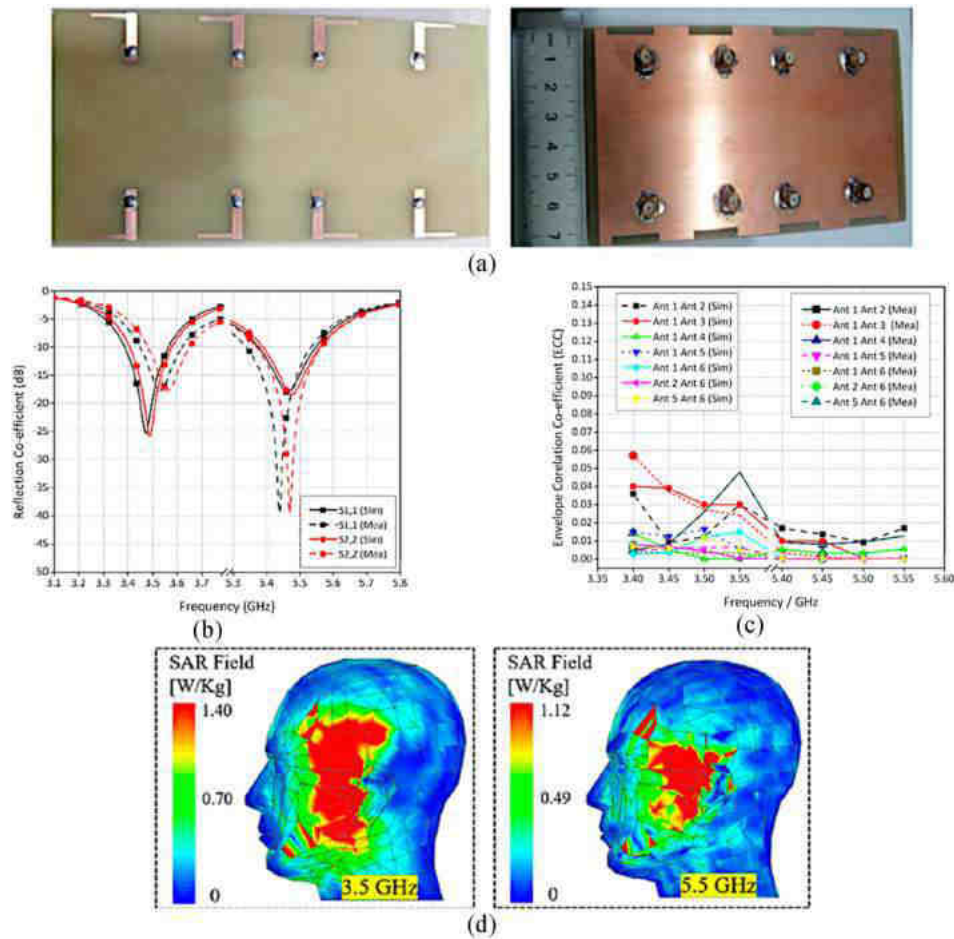 1
2
3
4
5
6
7
(a)
0
-5
-10
-15
-20
-25
-30
-35
-40
-45
-50
Reflection Co-efficient (dB)
S1,1 (Sim)
S1,1 (Mea)
S2,2 (Sim)
S2,2 (Mea)
3.1 3.2 3.3 3.4 3.5 3.6 3.7 5.3 5.4 5.5 5.6 5.7 5.8
Frequency (GHz)
(b)
0.15
0.14
0.13
0.12
0.11
0.10
0.09
0.08
0.07
0.06
0.05
0.04
0.03
0.02
0.01
0.00
Envelope Corelation Co-efficient (ECC)
Ant 1 Ant 2 (Sim)
Ant 1 Ant 3 (Sim)
Ant 1 Ant 4 (Sim)
Ant 1 Ant 5 (Sim)
Ant 1 Ant 6 (Sim)
Ant 2 Ant 6 (Sim)
Ant 5 Ant 6 (Sim)
Ant 1 Ant 2 (Mea)
Ant 1 Ant 3 (Mea)
Ant 1 Ant 4 (Mea)
Ant 1 Ant 5 (Mea)
Ant 1 Ant 6 (Mea)
Ant 2 Ant 6 (Mea)
Ant 5 Ant 6 (Mea)
3.35 3.40 3.45 3.50 3.55 5.40 5.45 5.50 5.55 5.60
Frequency / GHz
(c)
SAR Field
[W/Kg]
1.40
0.70
0
3.5 GHz
SAR Field
[W/Kg]
1.12
0.49
0
5.5 GHz
(d)